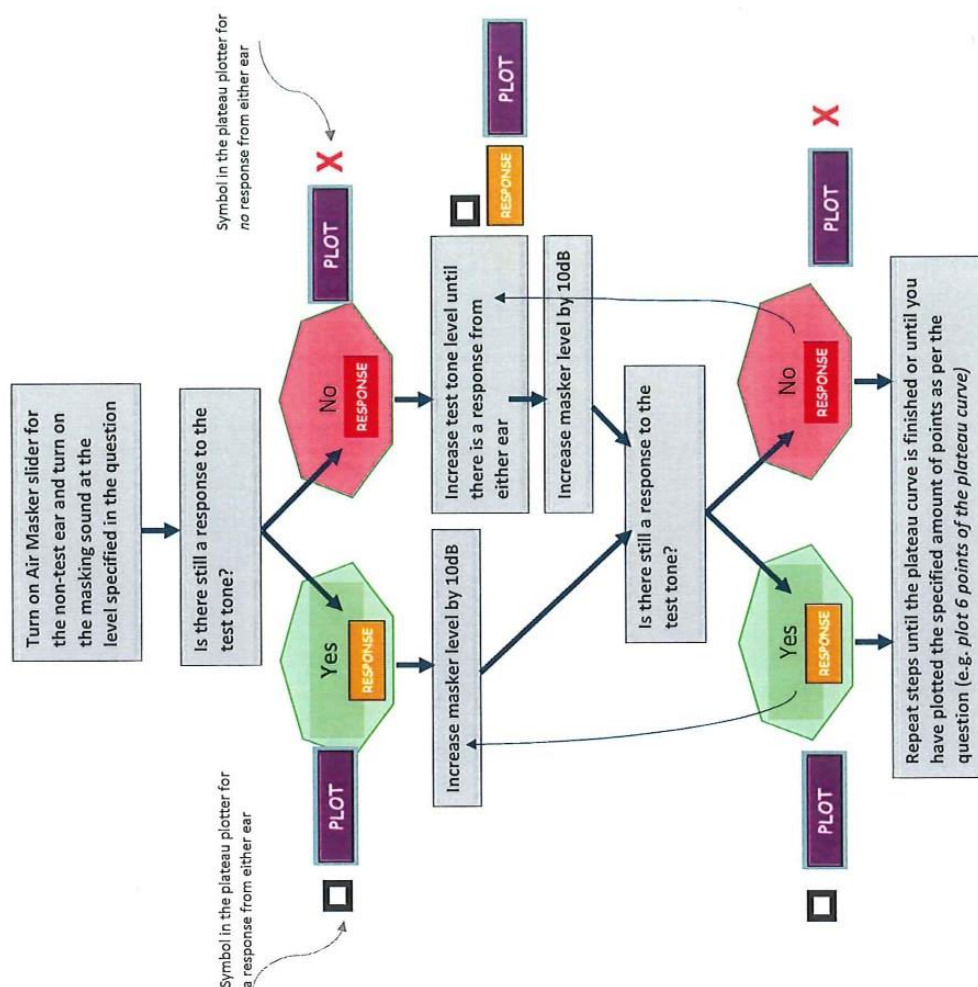 Turn on Air Masker slider for
the non-test ear and turn on
the masking sound at the
level specified in the question
Is there still a response to the
test tone?
Symbol in the plateau plotter for
a response from either ear
Symbol in the plateau plotter for
no response from either ear
PLOT
Yes
RESPONSE
No
RESPONSE
PLOT
X
Increase masker level by 10dB
Increase test tone level until
there is a response from
either ear
RESPONSE
PLOT
Increase masker level by 10dB
Is there still a response to the
test tone?
PLOT
Yes
RESPONSE
No
RESPONSE
PLOT
X
Repeat steps until the plateau curve is finished or until you
have plotted the specified amount of points as per the
question (e.g. plot 6 points of the plateau curve)